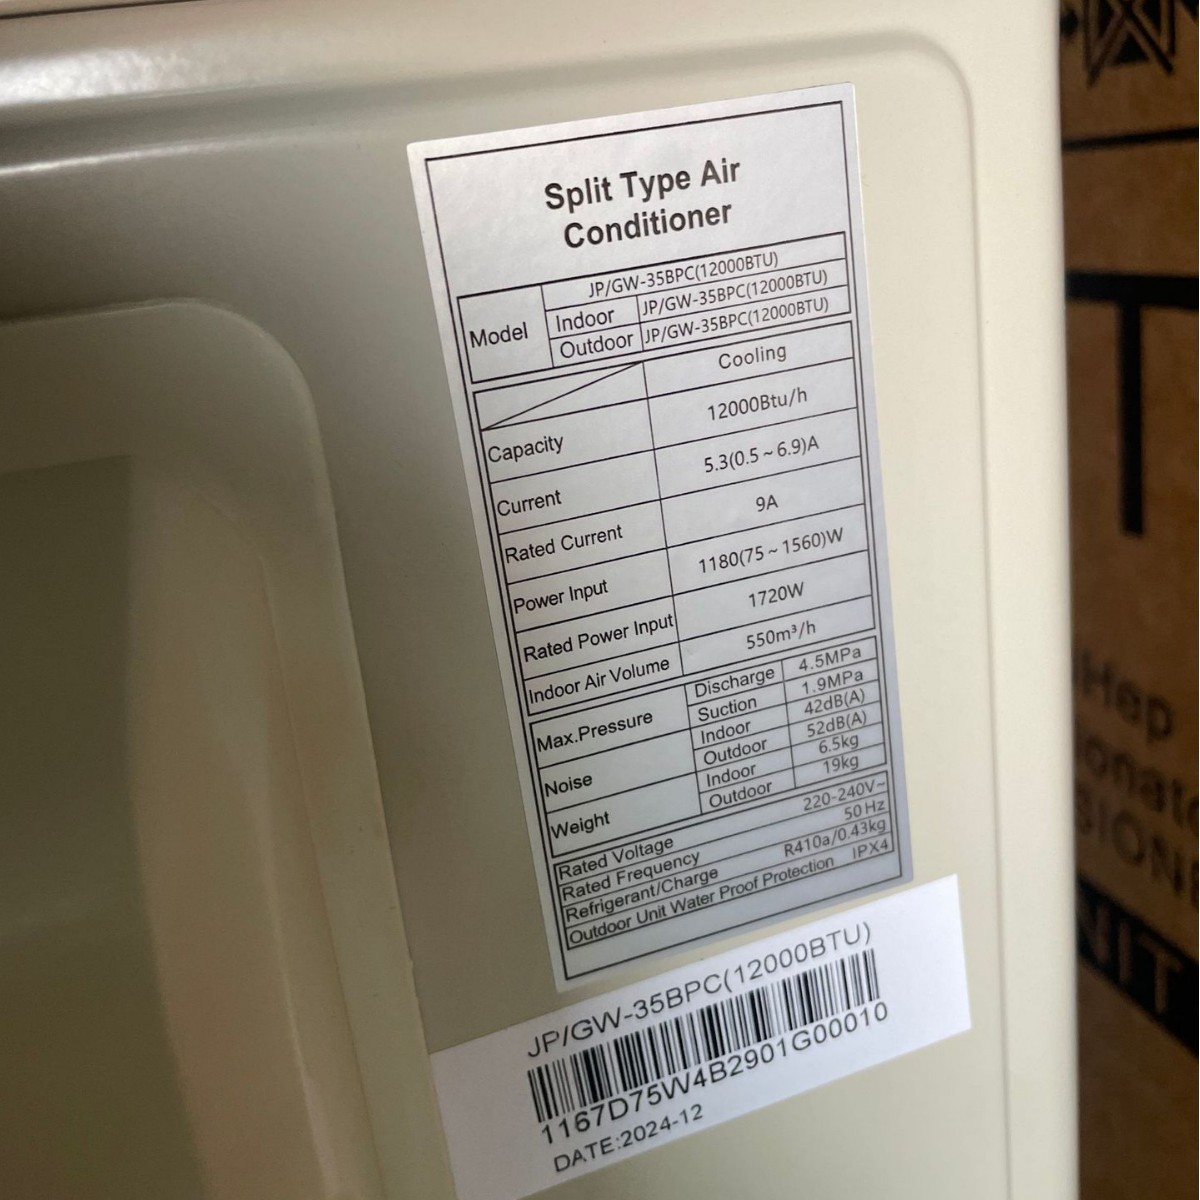 Split Type Air
Conditioner
Model
JP/GW-35BPC(12000BTU)
Indoor JP/GW-35BPC(12000BTU)
Outdoor JP/GW-35BPC(12000BTU)
Cooling
Capacity 12000Btu/h
Current 5.3(0.5~6.9)A
Rated Current 9A
Power Input 1180(75~1560)W
Rated Power Input 1720W
Indoor Air Volume 550m³/h
Max.Pressure
Discharge 4.5MPa
Suction 1.9MPa
Noise
Indoor 42dB(A)
Outdoor 52dB(A)
Weight
Indoor 6.5kg
Outdoor 19kg
Rated Voltage 220-240V~
Rated Frequency 50Hz
Refrigerant/Charge R410a/0.43kg
Outdoor Unit Water Proof Protection IPX4
JP/GW-35BPC(12000BTU)
1167D75W4B2901G00010
DATE:2024-12